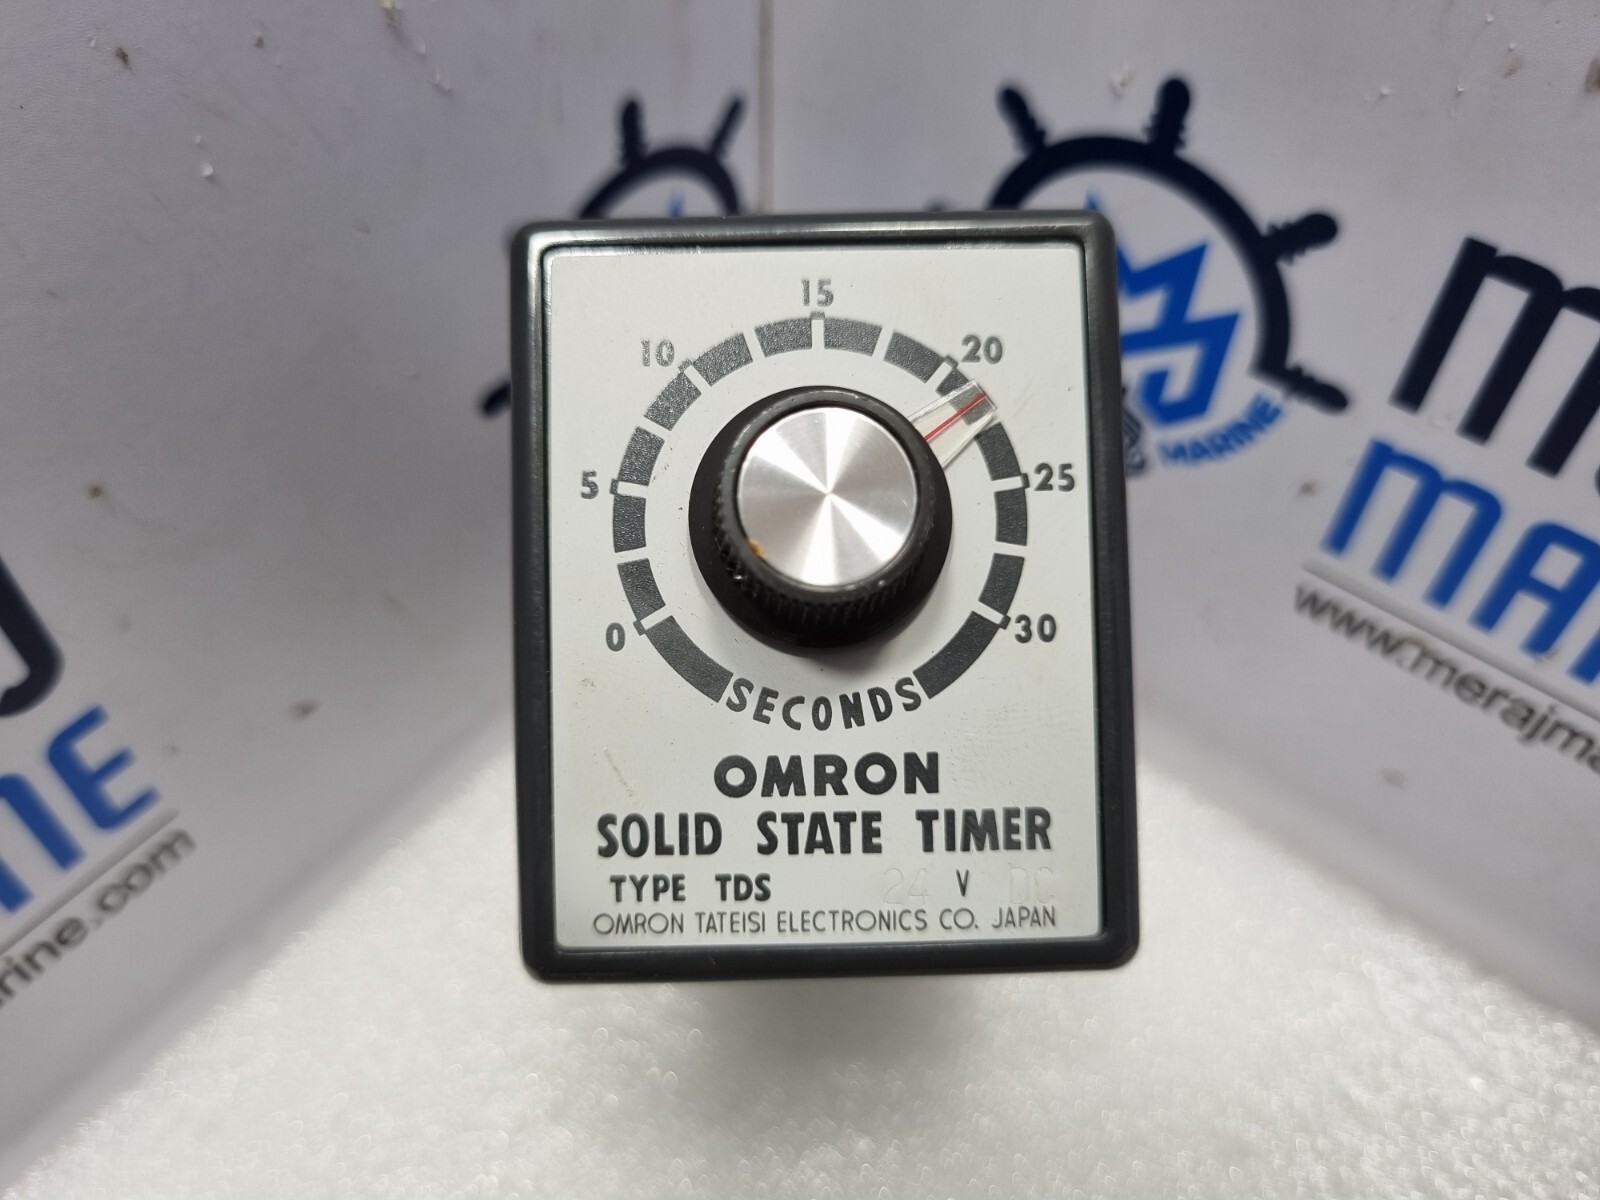 15
10
20
5
25
0
30
SECONDS
OMRON
SOLID STATE TIMER
TYPE TDS 24 V DC
OMRON TATEISI ELECTRONICS CO. JAPAN
MARINE
www.merajma
J
NE
rine.com